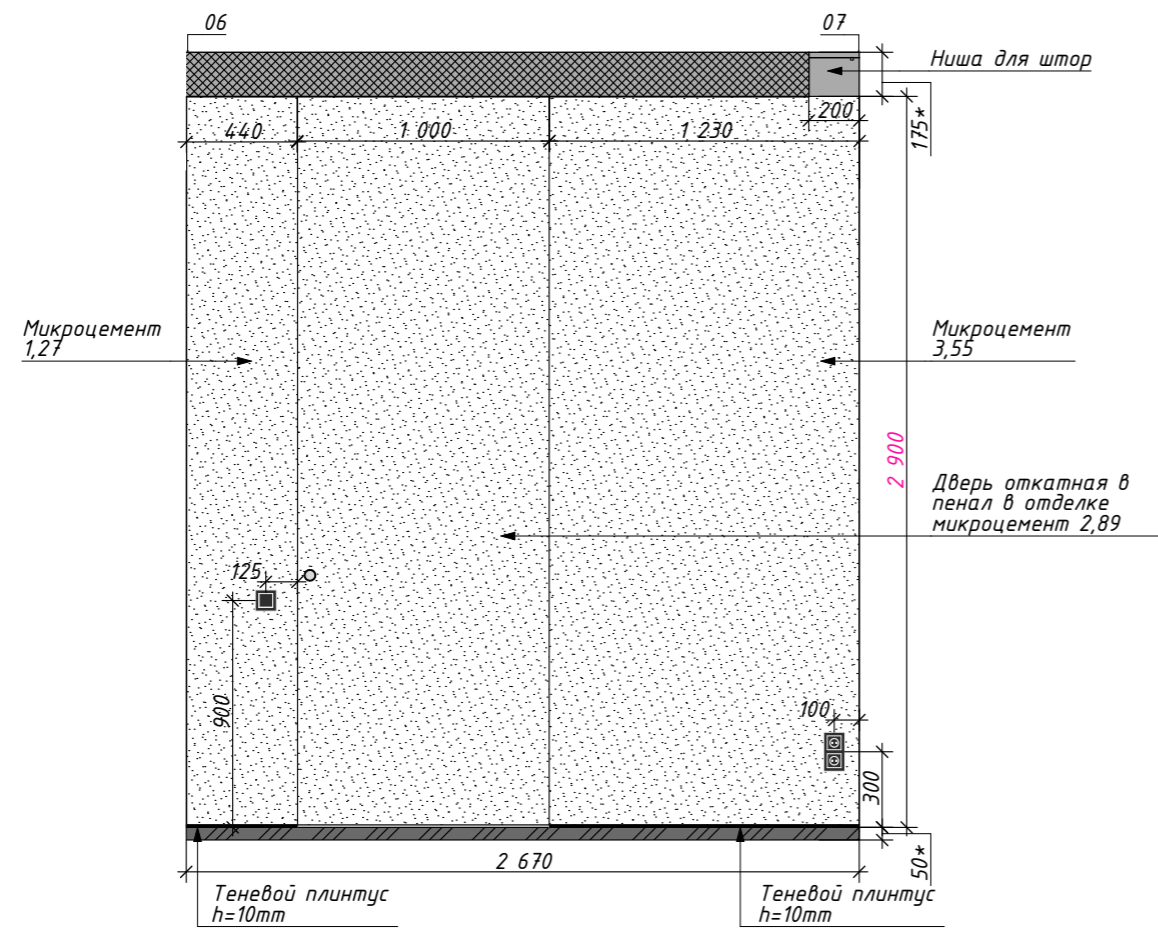 06
07
Ниша для штор
175*
200
440
1 000
1 230
Микроцемент
1,27
Микроцемент
3,55
2 900
Дверь откатная в
пенал в отделке
микроцемент 2,89
125
900
100
300
2 670
50*
Теневой плинтус
h=10mm
Теневой плинтус
h=10mm